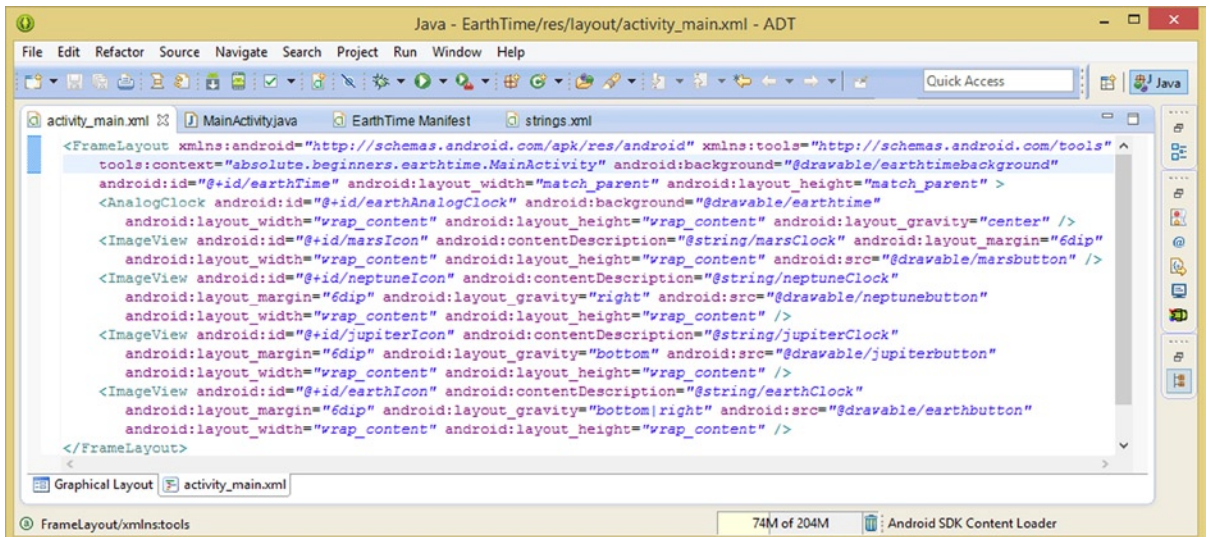 Java - EarthTime/res/layout/activity_main.xml - ADT
File Edit Refactor Source Navigate Search Project Run Window Help
Quick Access
Java
activity_main.xml
MainActivity.java
EarthTime Manifest
strings.xml
<FrameLayout xmlns:android="http://schemas.android.com/apk/res/android" xmlns:tools="http://schemas.android.com/tools"
tools:context="absolute.beginners.earthtime.MainActivity" android:background="@drawable/earthtimebackground"
android:id="@+id/earthTime" android:layout_width="match_parent" android:layout_height="match_parent" >
<AnalogClock android:id="@+id/earthAnalogClock" android:background="@drawable/earthtime"
android:layout_width="wrap_content" android:layout_height="wrap_content" android:layout_gravity="center" />
<ImageView android:id="@+id/marsIcon" android:contentDescription="@string/marsClock" android:layout_margin="6dip"
android:layout_width="wrap_content" android:layout_height="wrap_content" android:src="@drawable/marsbutton" />
<ImageView android:id="@+id/neptuneIcon" android:contentDescription="@string/neptuneClock"
android:layout_margin="6dip" android:layout_gravity="right" android:src="@drawable/neptunebutton"
android:layout_width="wrap_content" android:layout_height="wrap_content" />
<ImageView android:id="@+id/jupiterIcon" android:contentDescription="@string/jupiterClock"
android:layout_margin="6dip" android:layout_gravity="bottom" android:src="@drawable/jupiterbutton"
android:layout_width="wrap_content" android:layout_height="wrap_content" />
<ImageView android:id="@+id/earthIcon" android:contentDescription="@string/earthClock"
android:layout_margin="6dip" android:layout_gravity="bottom|right" android:src="@drawable/earthbutton"
android:layout_width="wrap_content" android:layout_height="wrap_content" />
</FrameLayout>
Graphical Layout
activity_main.xml
FrameLayout/xmlns:tools
74M of 204M
Android SDK Content Loader